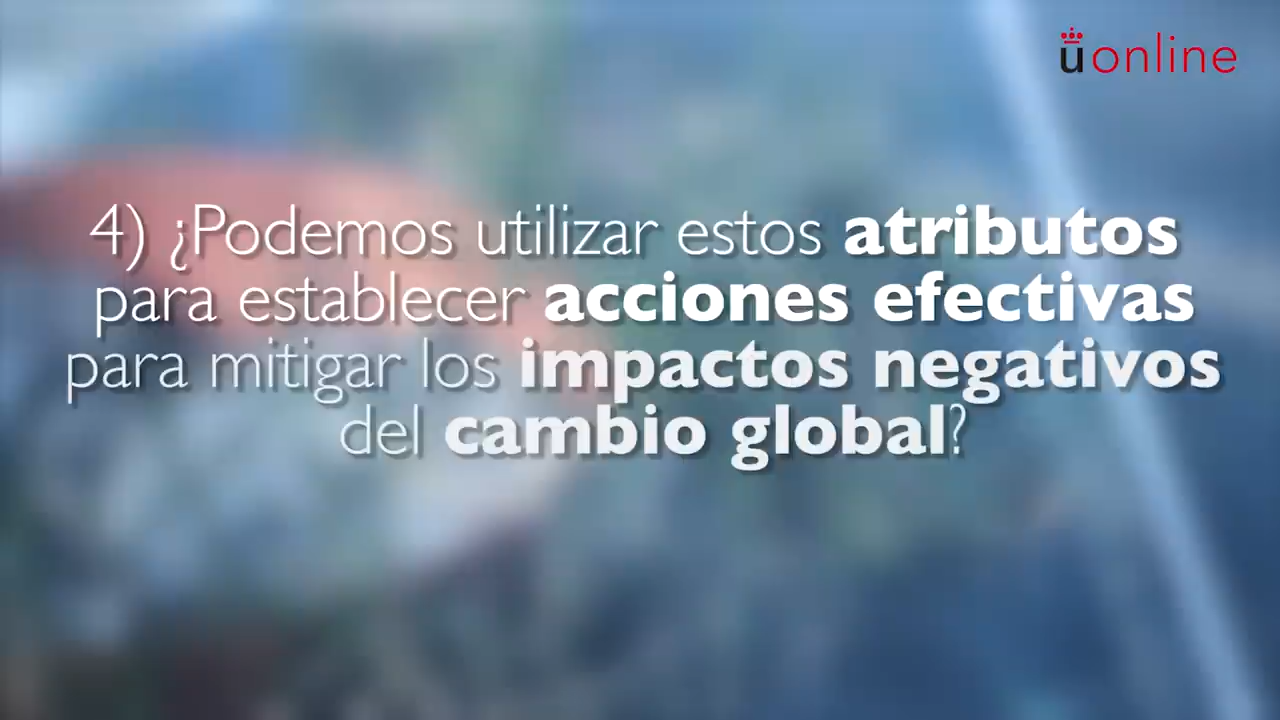 üonline
4) ¿Podemos utilizar estos atributos
para establecer acciones efectivas
para mitigar los impactos negativos
del cambio global?